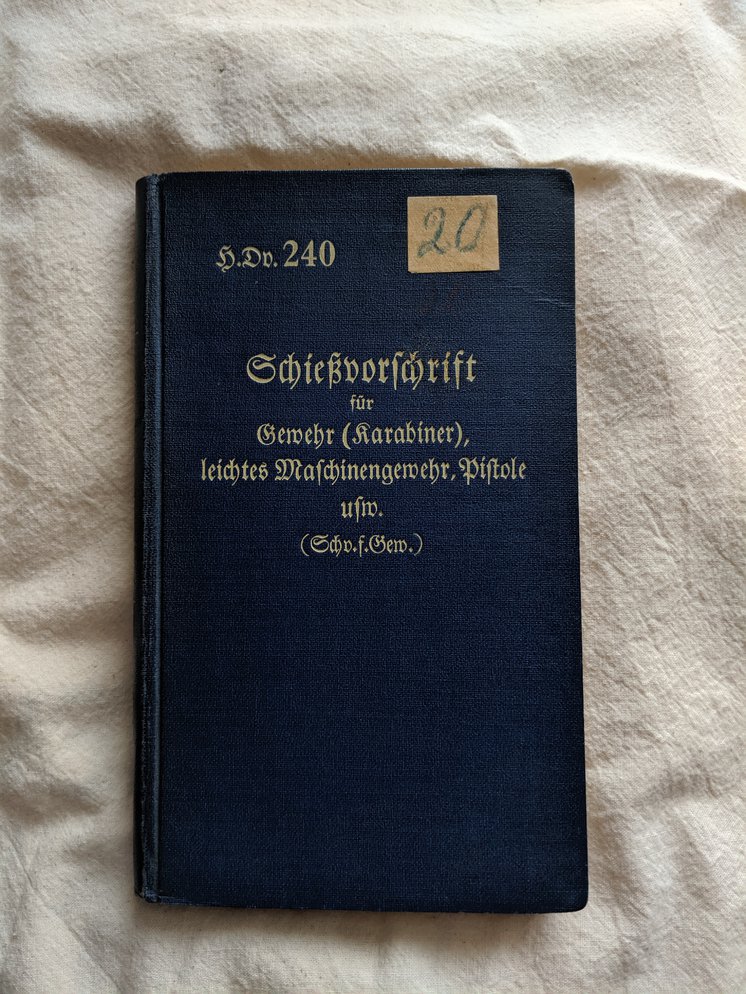 H.Dv. 240
20
Schießvorschrift
für
Gewehr (Karabiner),
leichtes Maschinengewehr, Pistole
usw.
(Schv.f.Gew.)